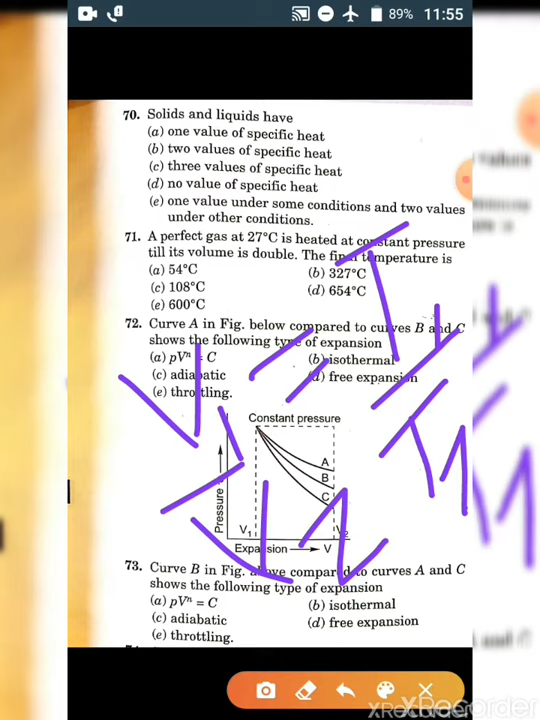 89% 11:55
70. Solids and liquids have
(a) one value of specific heat
(b) two values of specific heat
(c) three values of specific heat
(d) no value of specific heat
(e) one value under some conditions and two values
under other conditions.
71. A perfect gas at 27°C is heated at constant pressure
till its volume is double. The final temperature is
(a) 54°C (b) 327°C
(c) 108°C (d) 654°C
(e) 600°C
72. Curve A in Fig. below compared to curves B and C
shows the following type of expansion
(a) pVⁿ = C (b) isothermal
(c) adiabatic (d) free expansion
(e) throttling.
Constant pressure
A
B
C
Pressure
V₁ V₂
Expansion V
73. Curve B in Fig. above compared to curves A and C
shows the following type of expansion
(a) pVⁿ = C (b) isothermal
(c) adiabatic (d) free expansion
(e) throttling.
XRecorder